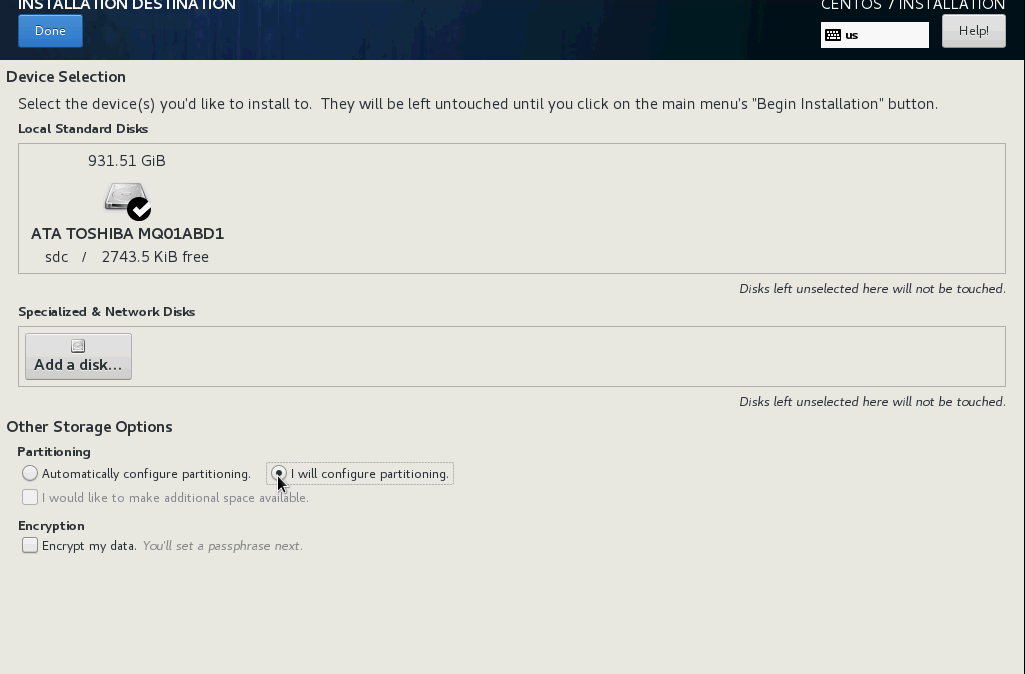 INSTALLATION DESTINATION
CENTOS 7 INSTALLATION
Done
us
Help!
Device Selection
Select the device(s) you'd like to install to.  They will be left untouched until you click on the main menu's "Begin Installation" button.
Local Standard Disks
931.51 GiB
ATA TOSHIBA MQ01ABD1
sdc / 2743.5 KiB free
Disks left unselected here will not be touched.
Specialized & Network Disks
Add a disk...
Disks left unselected here will not be touched.
Other Storage Options
Partitioning
Automatically configure partitioning. I will configure partitioning.
I would like to make additional space available.
Encryption
Encrypt my data. You'll set a passphrase next.